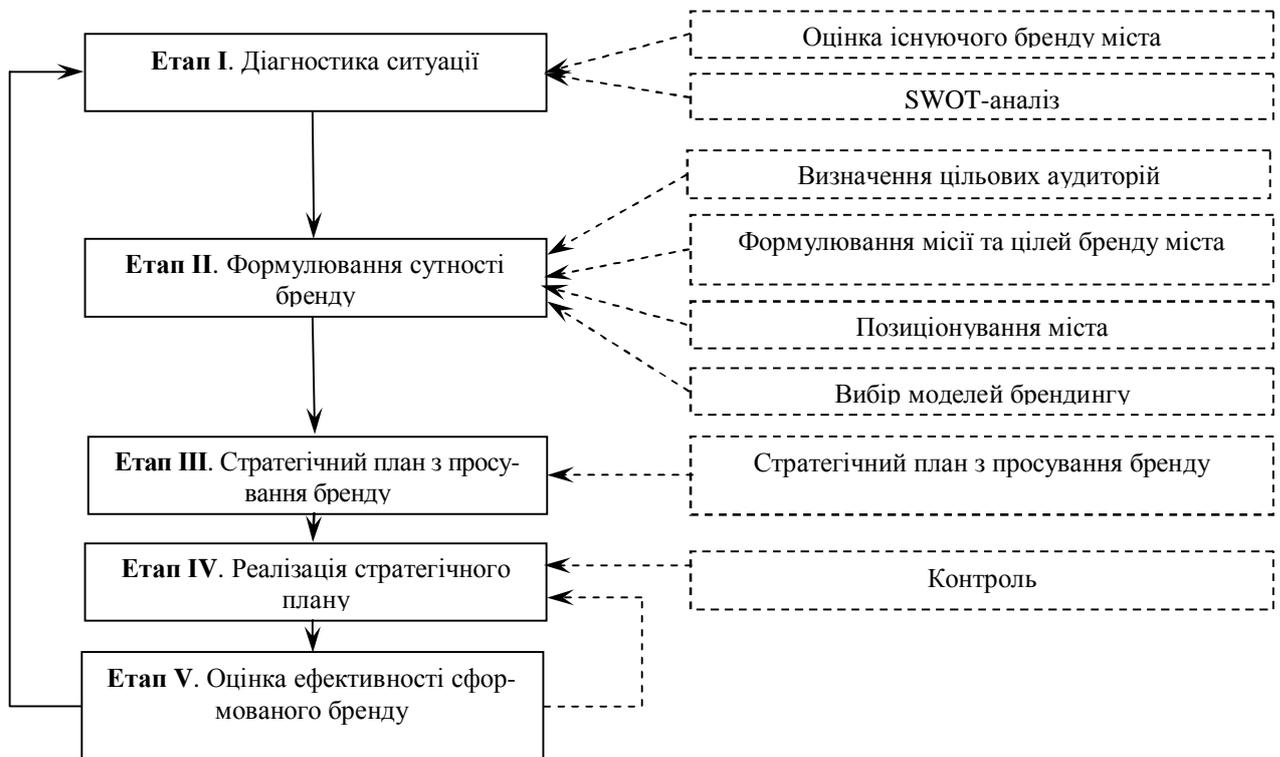 Етап I. Діагностика ситуації
Оцінка існуючого бренду міста
SWOT-аналіз
Визначення цільових аудиторій
Етап II. Формулювання сутності
бренду
Формулювання місії та цілей бренду міста
Позиціонування міста
Вибір моделей брендингу
Етап III. Стратегічний план з просу-
вання бренду
Стратегічний план з просування бренду
Етап IV. Реалізація стратегічного
плану
Контроль
Етап V. Оцінка ефективності сфор-
мованого бренду